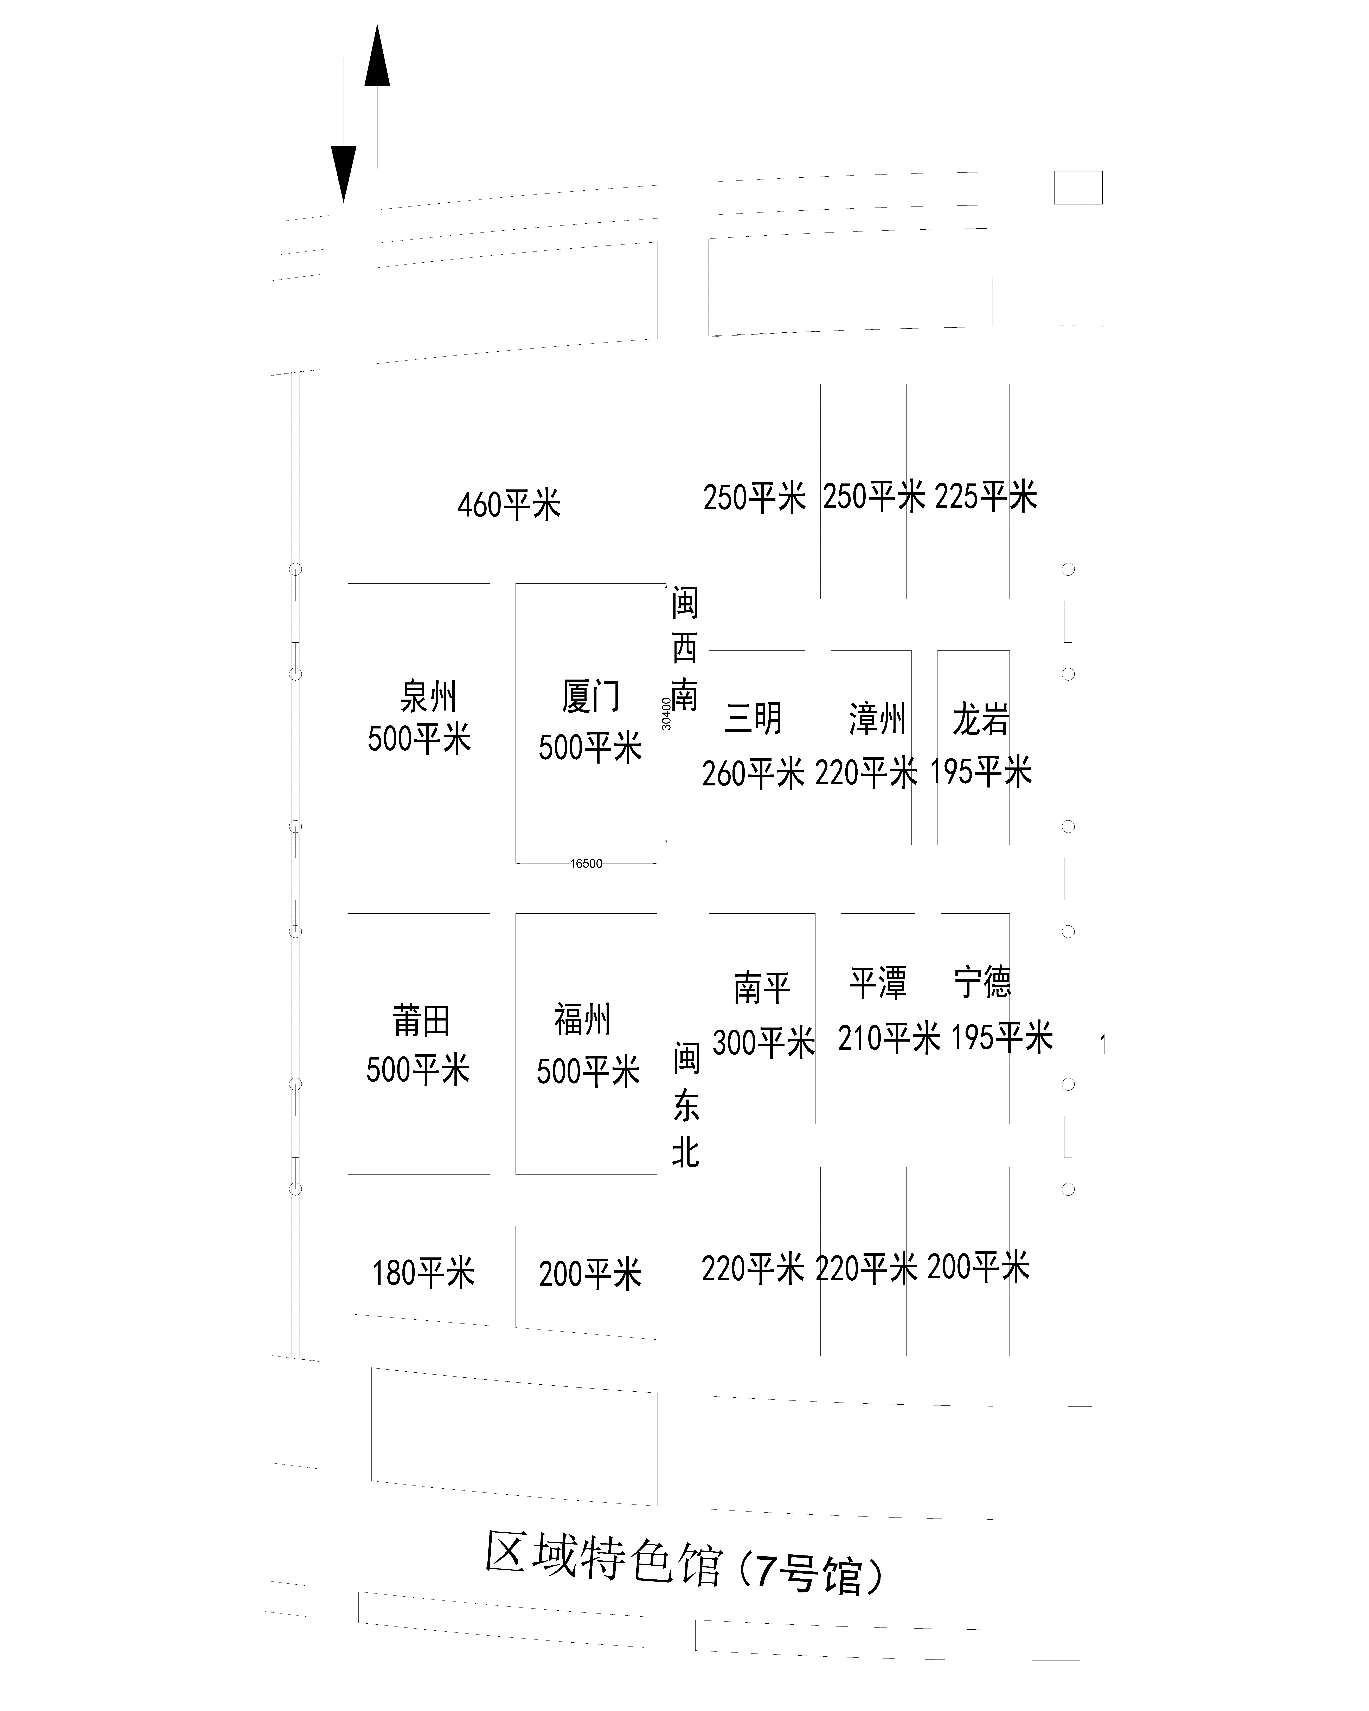 460平米
250平米
250平米
225平米
闽西南
泉州
500平米
厦门
500平米
30400
三明
260平米
漳州
220平米
龙岩
195平米
16500
莆田
500平米
福州
500平米
闽东北
南平
300平米
平潭
210平米
宁德
195平米
1
180平米
200平米
220平米
220平米
200平米
区域特色馆（7号馆）